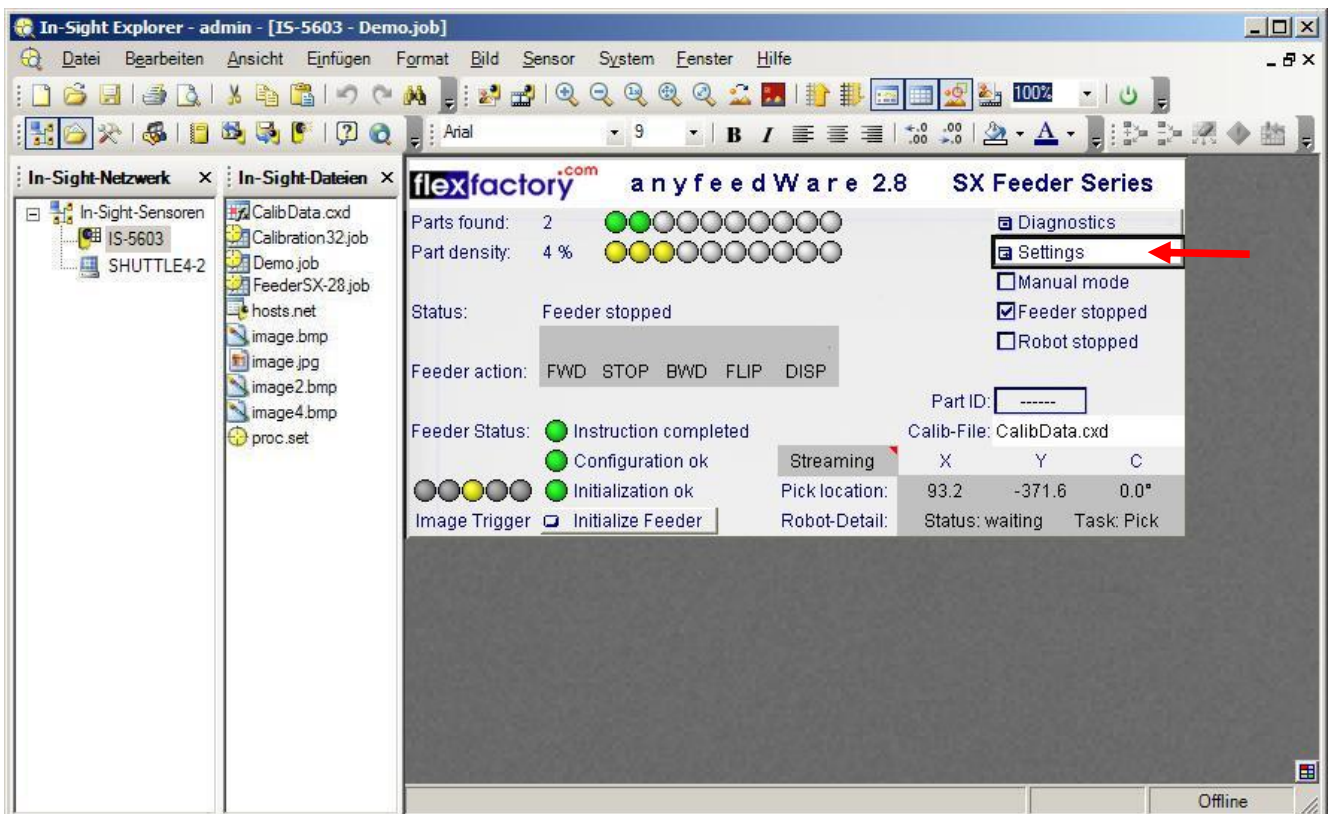 In-Sight Explorer - admin - [IS-5603 - Demo.job]
Datei Bearbeiten Ansicht Einfügen Format Bild Sensor System Fenster Hilfe
100%
Arial 9 B I A
In-Sight-Netzwerk
In-Sight-Sensoren
IS-5603
SHUTTLE4-2
In-Sight-Dateien
CalibData.cxd
Calibration32.job
Demo.job
FeederSX-28.job
hosts.net
image.bmp
image.jpg
image2.bmp
image4.bmp
proc.set
flexfactory.com anyfeedWare 2.8 SX Feeder Series
Parts found: 2 Diagnostics
Part density: 4 % Settings
Manual mode
Status: Feeder stopped Feeder stopped
Robot stopped
Feeder action: FWD STOP BWD FLIP DISP
Part ID: ------
Feeder Status: Instruction completed Calib-File: CalibData.cxd
Configuration ok Streaming X Y C
Initialization ok Pick location: 93.2 -371.6 0.0°
Image Trigger Initialize Feeder Robot-Detail: Status: waiting Task: Pick
Offline